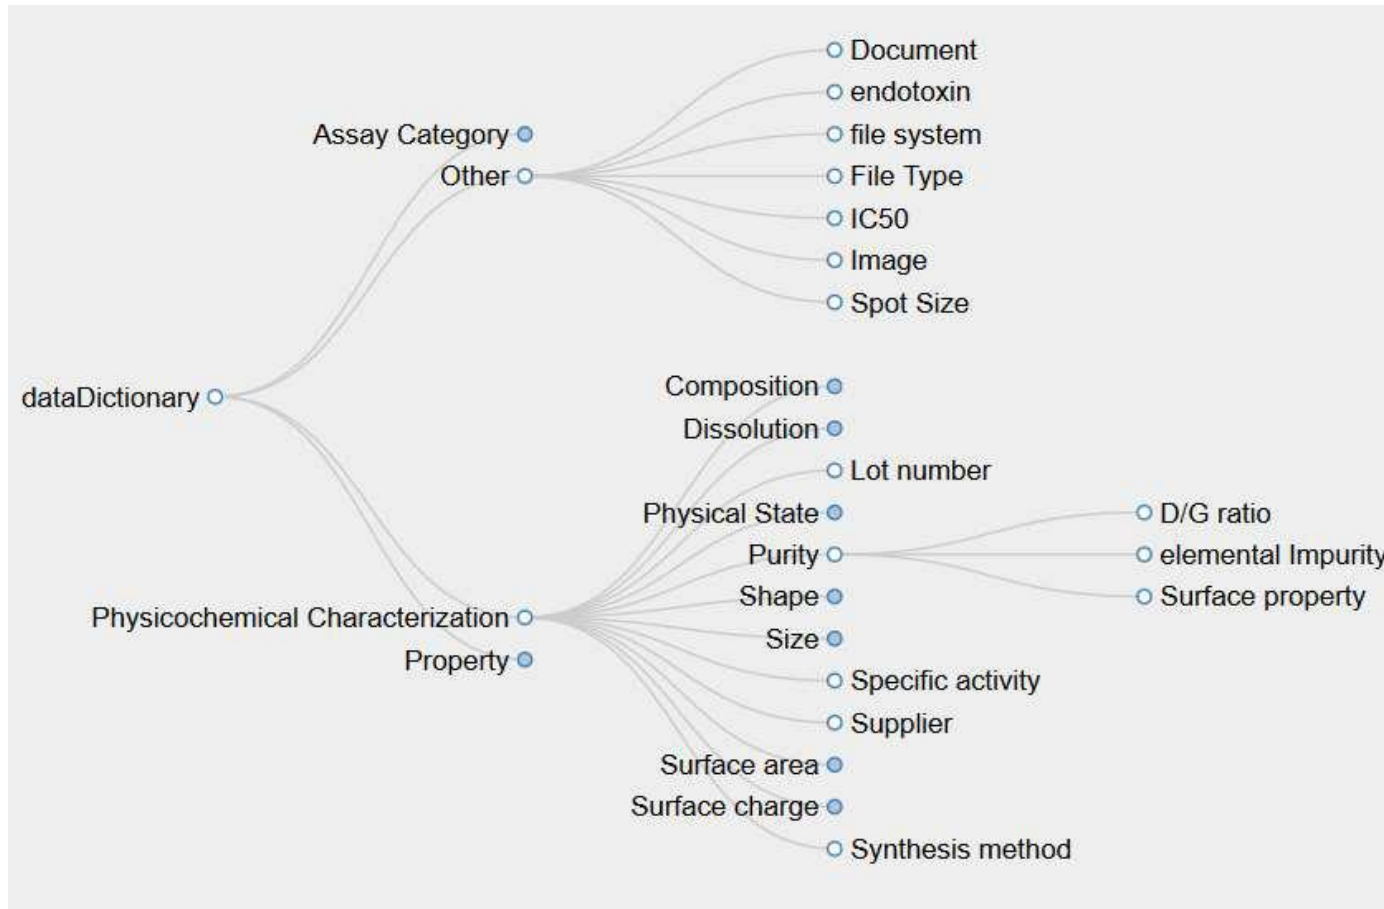 Document
endotoxin
Assay Category
file system
Other
File Type
IC50
Image
Spot Size
dataDictionary
Composition
Dissolution
Lot number
Physical State
D/G ratio
Purity
elemental Impurity
Shape
Surface property
Physicochemical Characterization
Size
Property
Specific activity
Supplier
Surface area
Surface charge
Synthesis method